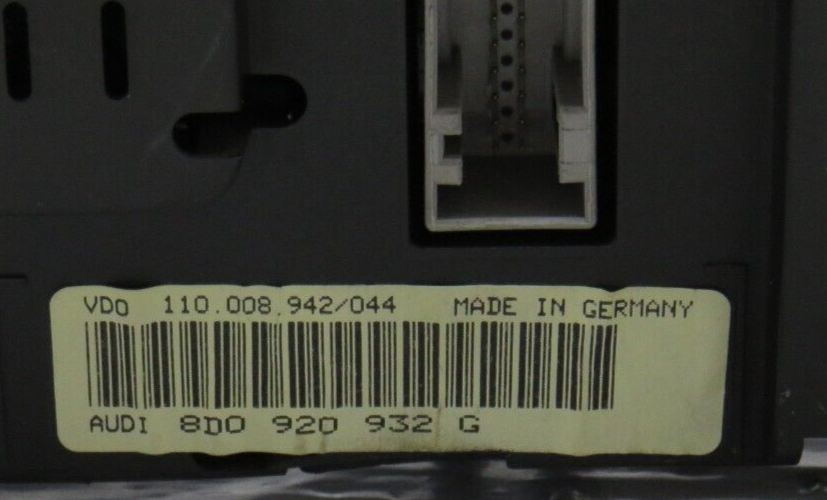 VDO 110.008.942/044 MADE IN GERMANY
AUDI 8D0 920 932 G